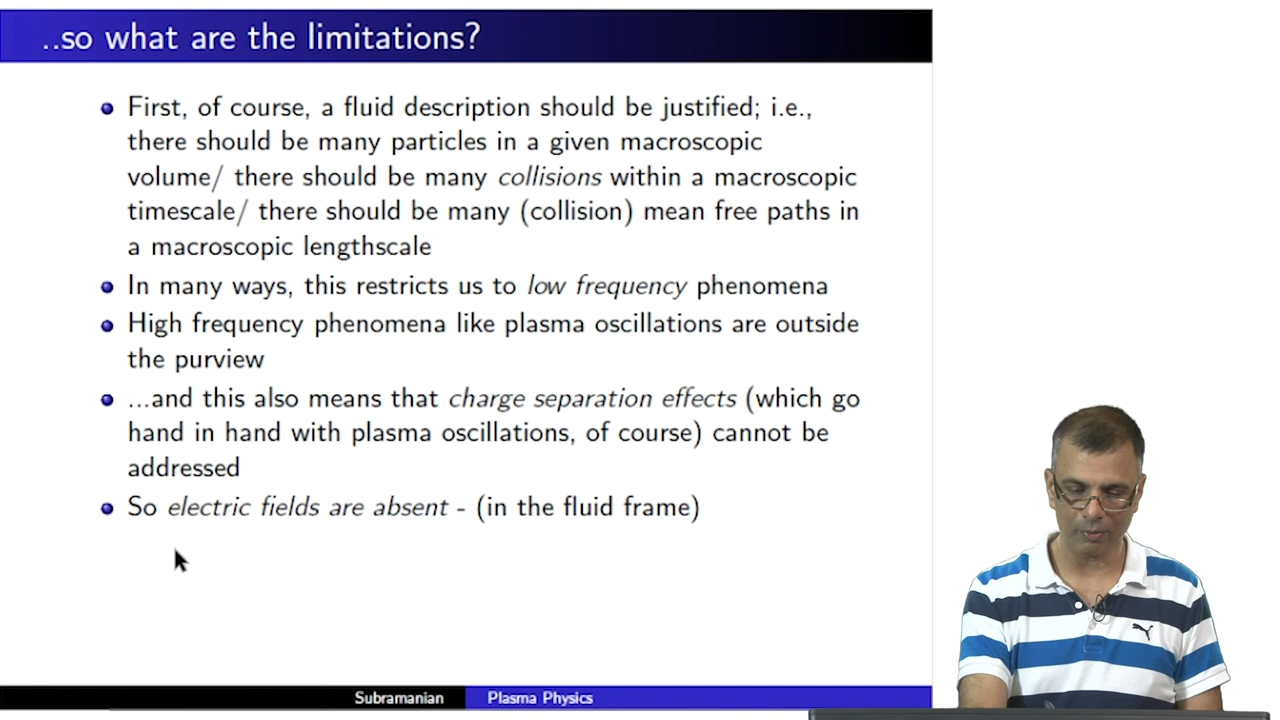 ..so what are the limitations?
First, of course, a fluid description should be justified; i.e.,
there should be many particles in a given macroscopic
volume/ there should be many collisions within a macroscopic
timescale/ there should be many (collision) mean free paths in
a macroscopic lengthscale
In many ways, this restricts us to low frequency phenomena
High frequency phenomena like plasma oscillations are outside
the purview
...and this also means that charge separation effects (which go
hand in hand with plasma oscillations, of course) cannot be
addressed
So electric fields are absent - (in the fluid frame)
Subramanian Plasma Physics